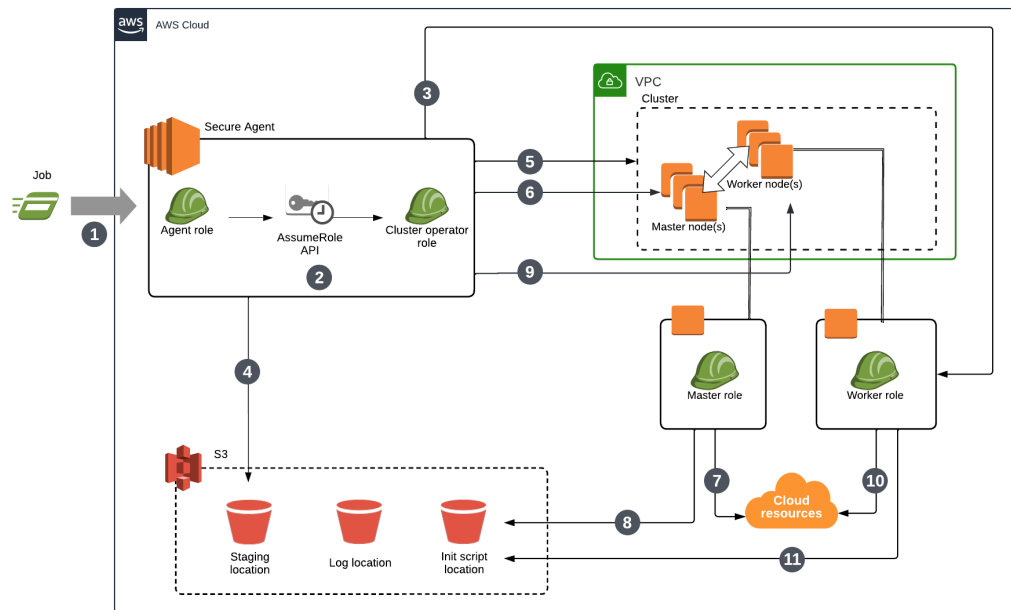 aws
AWS Cloud
3
VPC
Cluster
Secure Agent
5
Job
6
Worker node(s)
Master node(s)
1
Agent role
AssumeRole
API
Cluster operator
role
2
9
4
Master role
Worker role
S3
7
10
Cloud
resources
8
Staging
location
Log location
Init script
location
11